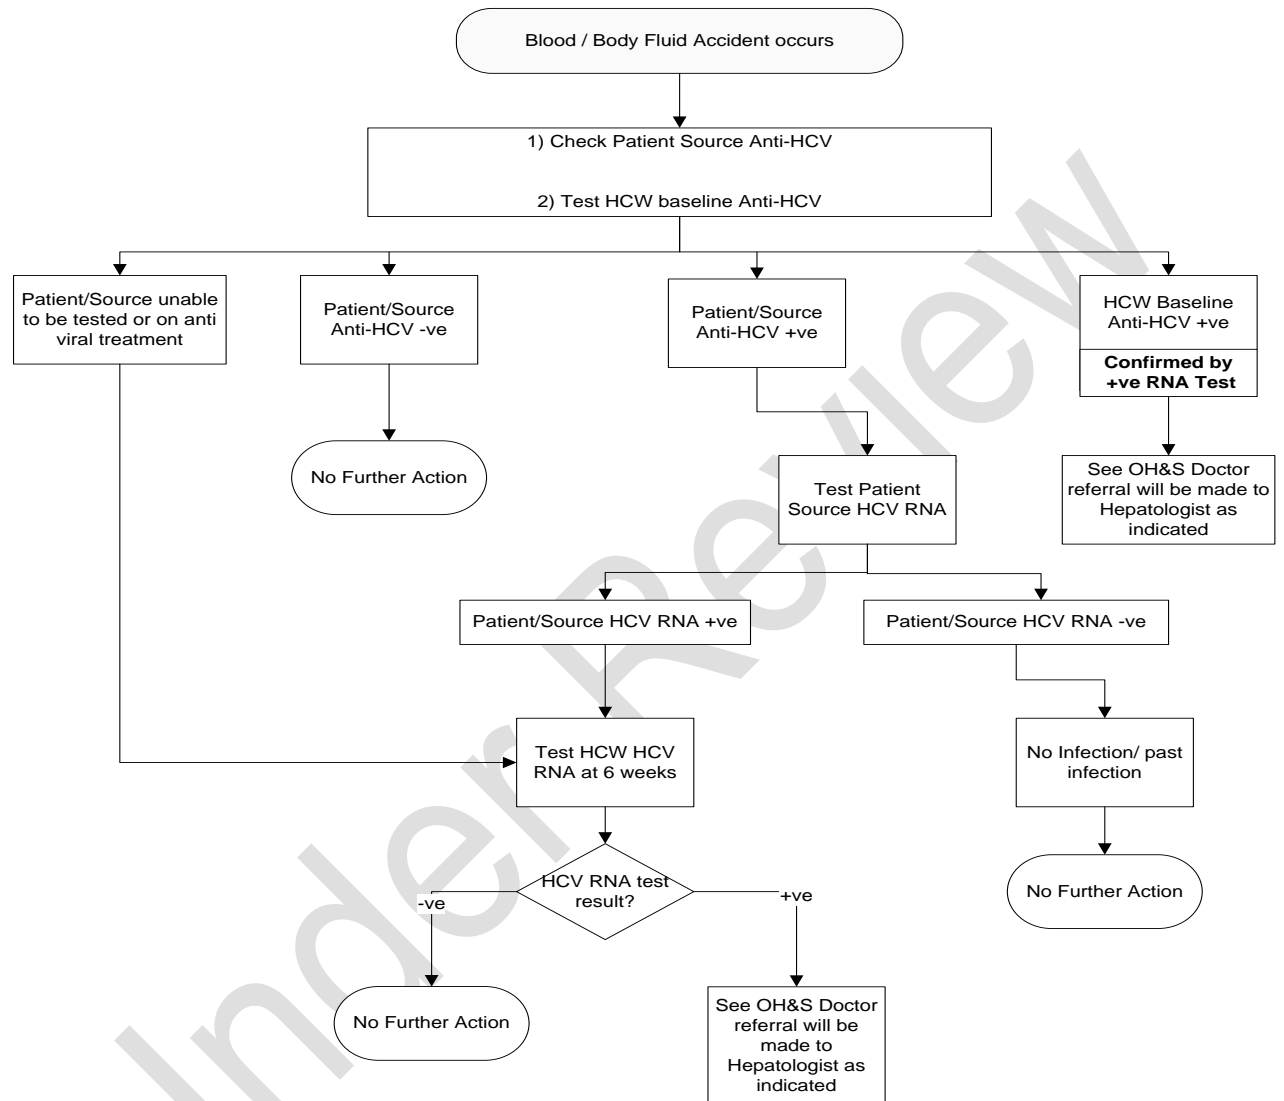 Blood / Body Fluid Accident occurs
1) Check Patient Source Anti-HCV
2) Test HCW baseline Anti-HCV
Patient/Source unable
to be tested or on anti
viral treatment
Patient/Source
Anti-HCV -ve
Patient/Source
Anti-HCV +ve
HCW Baseline
Anti-HCV +ve
Confirmed by
+ve RNA Test
No Further Action
Test Patient
Source HCV RNA
See OH&S Doctor
referral will be made to
Hepatologist as
indicated
Patient/Source HCV RNA +ve
Patient/Source HCV RNA -ve
Test HCW HCV
RNA at 6 weeks
No Infection/ past
infection
HCV RNA test
result?
-ve
+ve
No Further Action
No Further Action
See OH&S Doctor
referral will be
made to
Hepatologist as
indicated
Under Review